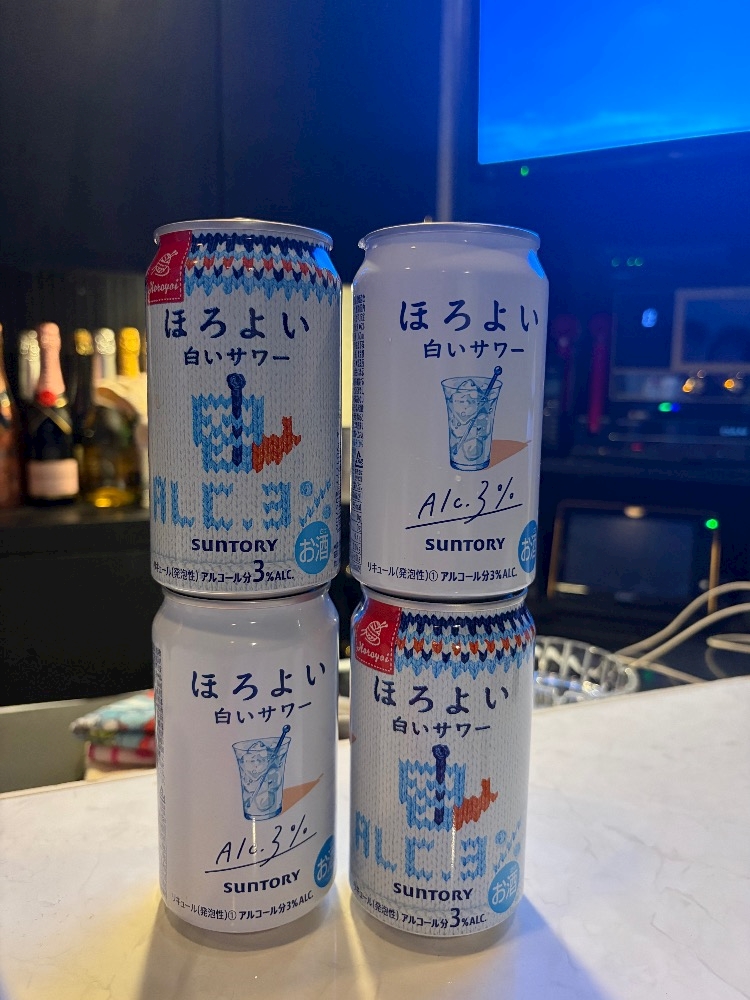 Horoyoi
ほろよい
白いサワー
ALC.3%
SUNTORY
お酒
リキュール(発泡性) アルコール分3%ALC.
ほろよい
白いサワー
Alc.3%
SUNTORY
お酒
リキュール(発泡性)① アルコール分3%ALC.
ほろよい
白いサワー
Alc.3%
SUNTORY
お
リキュール(発泡性)① アルコール分3%ALC.
Horoyoi
ほろよい
白いサワー
ALC.3%
SUNTORY
お酒
リキュール(発泡性) アルコール分3%ALC.